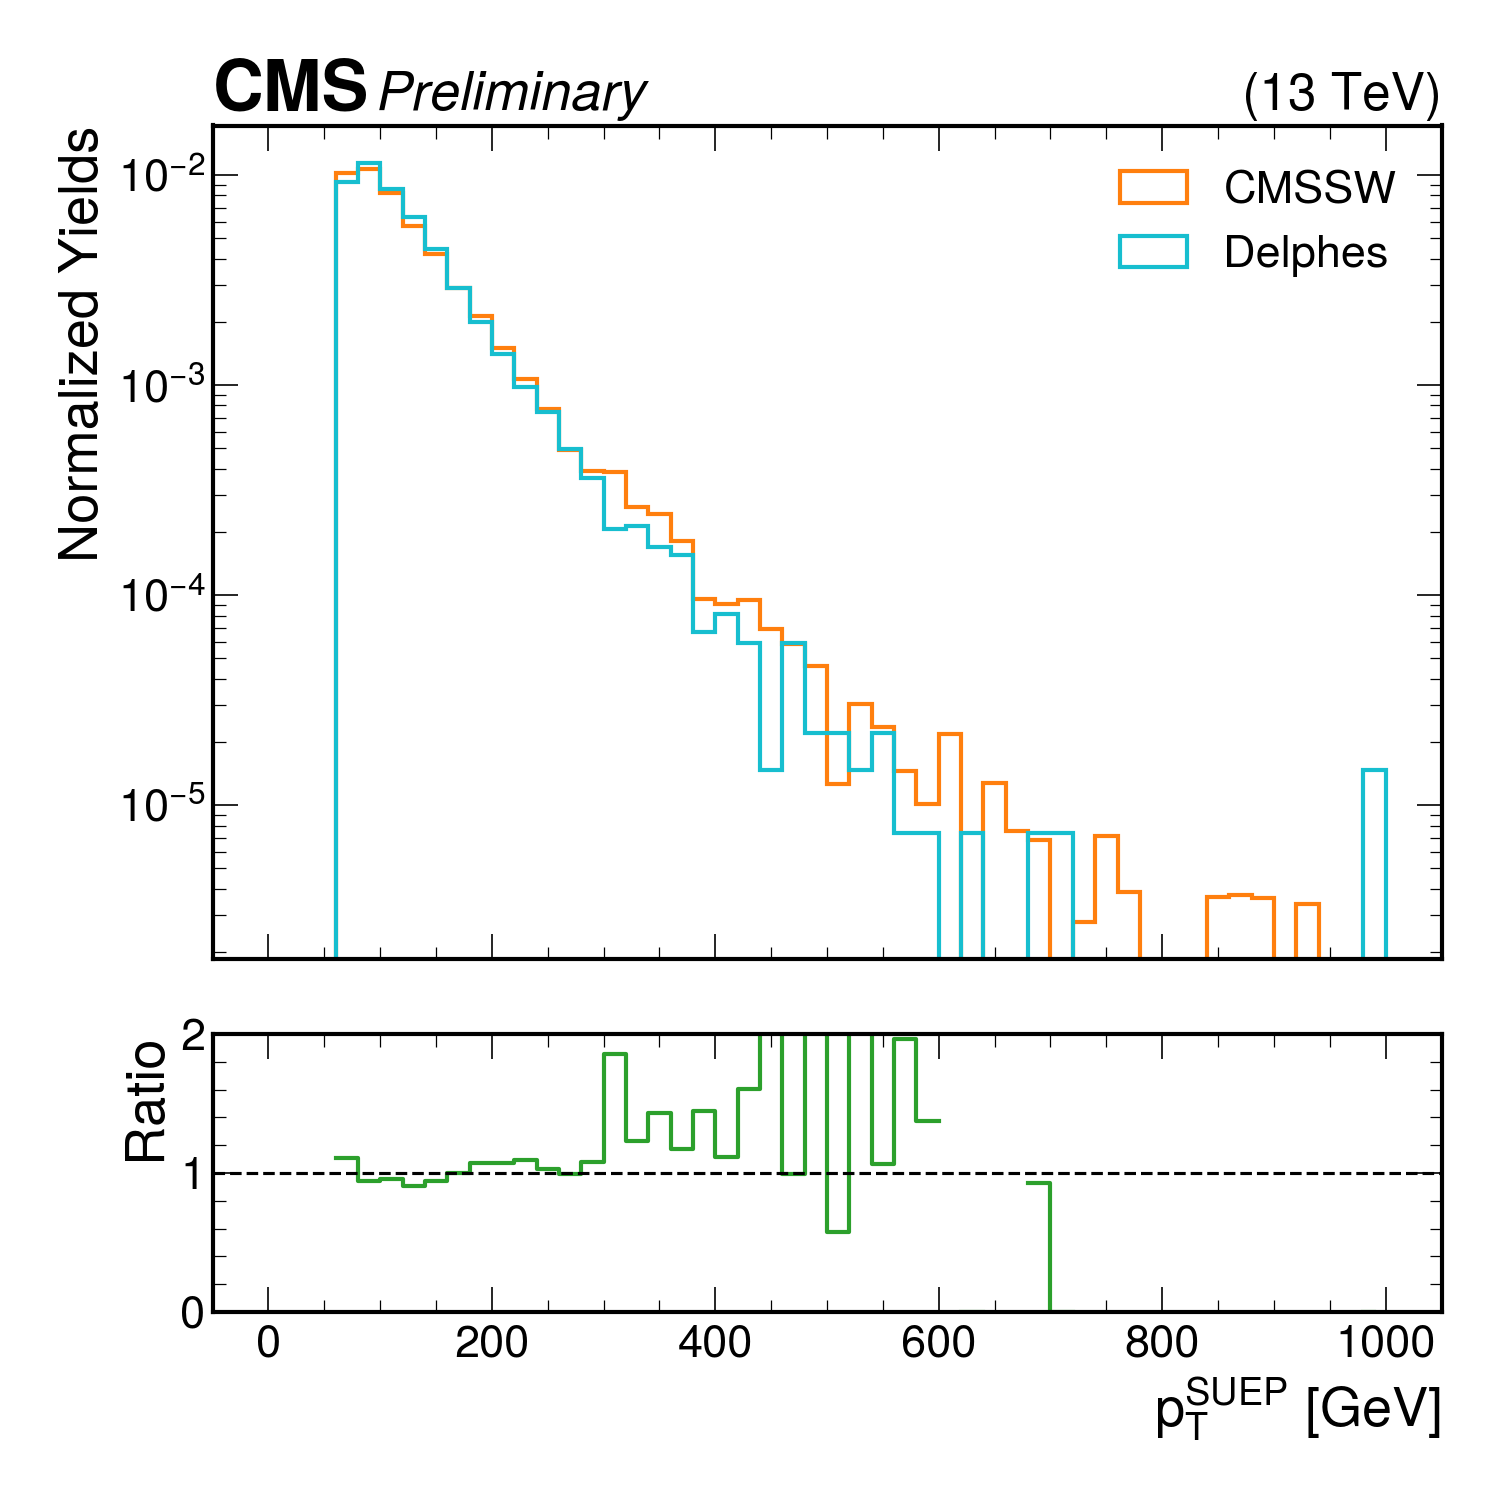 CMS Preliminary (13 TeV)
CMSSW
Delphes
Normalized Yields
10⁻²
10⁻³
10⁻⁴
10⁻⁵
Ratio
2
1
0
0 200 400 600 800 1000
p_T^SUEP [GeV]